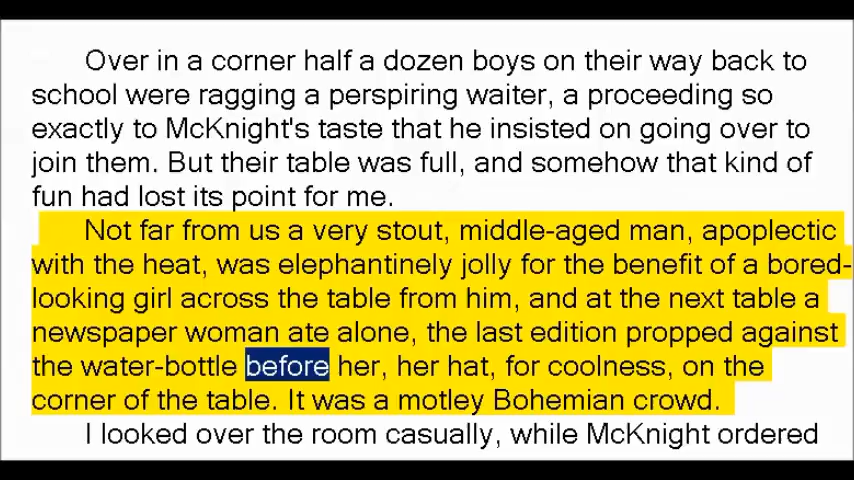 Over in a corner half a dozen boys on their way back to
school were ragging a perspiring waiter, a proceeding so
exactly to McKnight's taste that he insisted on going over to
join them. But their table was full, and somehow that kind of
fun had lost its point for me.
Not far from us a very stout, middle-aged man, apoplectic
with the heat, was elephantinely jolly for the benefit of a bored-
looking girl across the table from him, and at the next table a
newspaper woman ate alone, the last edition propped against
the water-bottle before her, her hat, for coolness, on the
corner of the table. It was a motley Bohemian crowd.
I looked over the room casually, while McKnight ordered